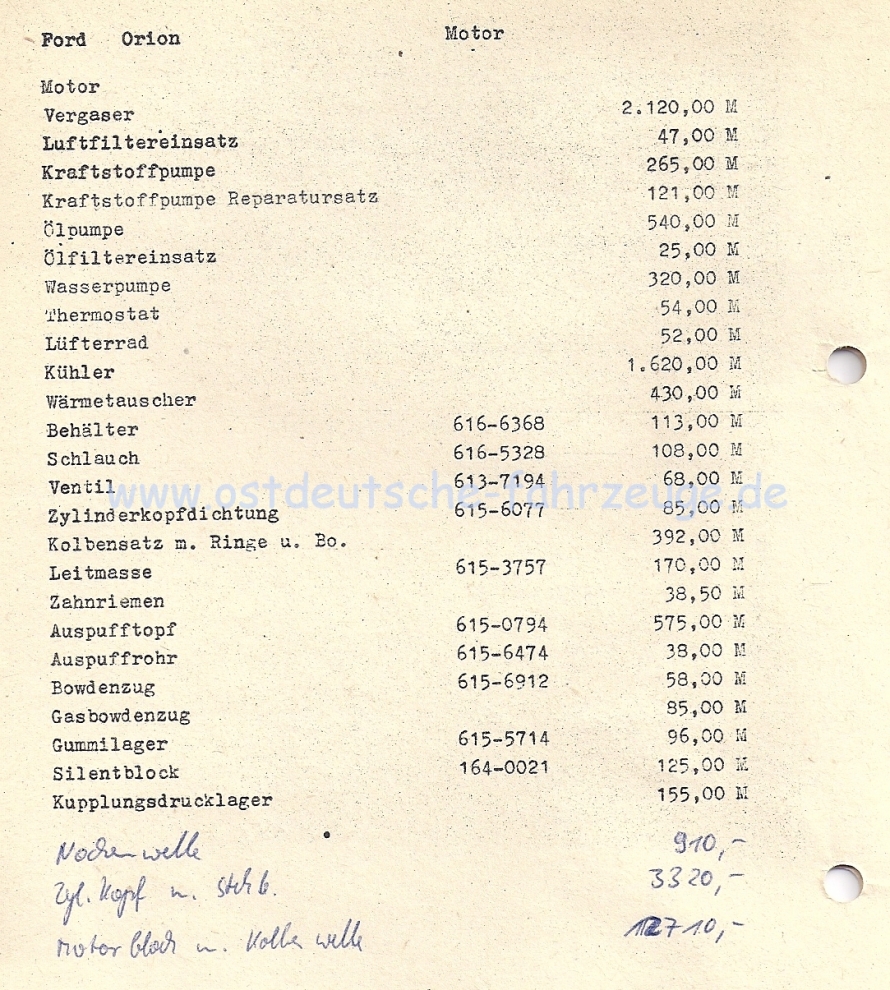 Ford Orion Motor
Motor
Vergaser 2.120,00 M
Luftfiltereinsatz 47,00 M
Kraftstoffpumpe 265,00 M
Kraftstoffpumpe Reparatursatz 121,00 M
Ölpumpe 540,00 M
Ölfiltereinsatz 25,00 M
Wasserpumpe 320,00 M
Thermostat 54,00 M
Lüfterrad 52,00 M
Kühler 1.620,00 M
Wärmetauscher 430,00 M
Behälter 616-6368 113,00 M
Schlauch 616-5328 108,00 M
Ventil 613-7194 68,00 M
Zylinderkopfdichtung 615-6077 85,00 M
Kolbensatz m. Ringe u. Bo. 392,00 M
Leitmasse 615-3757 170,00 M
Zahnriemen 38,50 M
Auspufftopf 615-0794 575,00 M
Auspuffrohr 615-6474 38,00 M
Bowdenzug 615-6912 58,00 M
Gasbowdenzug 85,00 M
Gummilager 615-5714 96,00 M
Silentblock 164-0021 125,00 M
Kupplungsdrucklager 155,00 M
Nockenwelle 910,-
Zyl. Kopf 3320,-
Motorblock
www.ostdeutsche-fahrzeuge.de